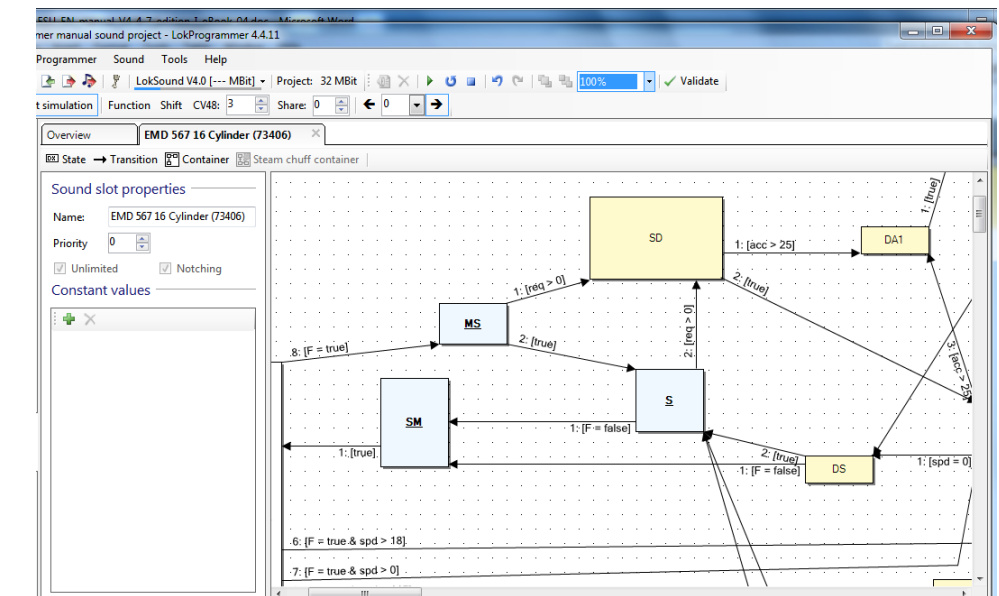 mer manual sound project - LokProgrammer 4.4.11
Programmer Sound Tools Help
LokSound V4.0 [--- MBit] Project: 32 MBit 100% Validate
t simulation Function Shift CV48: 3 Share: 0 0
Overview EMD 567 16 Cylinder (73406)
State Transition Container Steam chuff container
Sound slot properties
Name: EMD 567 16 Cylinder (73406)
Priority 0
Unlimited Notching
Constant values
1: [true]
SD
DA1
1: [acc > 25]
2: [true]
1: [req > 0]
MS
2: [req > 0]
2: [true]
8: [F = true]
3: [acc > 25]
S
SM
1: [F = false]
1: [true]
2: [true]
DS
1: [spd = 0]
1: [F = false]
6: [F = true & spd > 18]
7: [F = true & spd > 0]